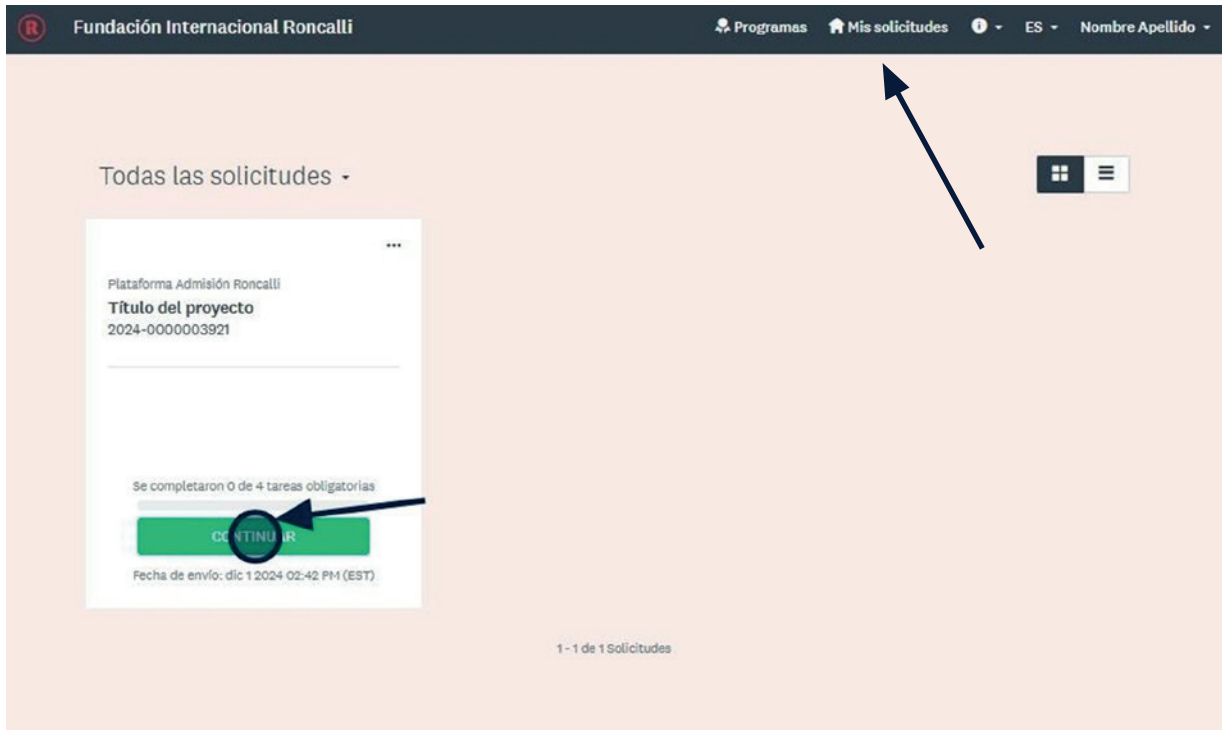 R Fundación Internacional Roncalli Programas Mis solicitudes ES Nombre Apellido
Todas las solicitudes
Plataforma Admisión Roncalli
Título del proyecto
2024-0000003921
Se completaron 0 de 4 tareas obligatorias
CONTINUAR
Fecha de envío: dic 1 2024 02:42 PM (EST)
1 - 1 de 1 Solicitudes